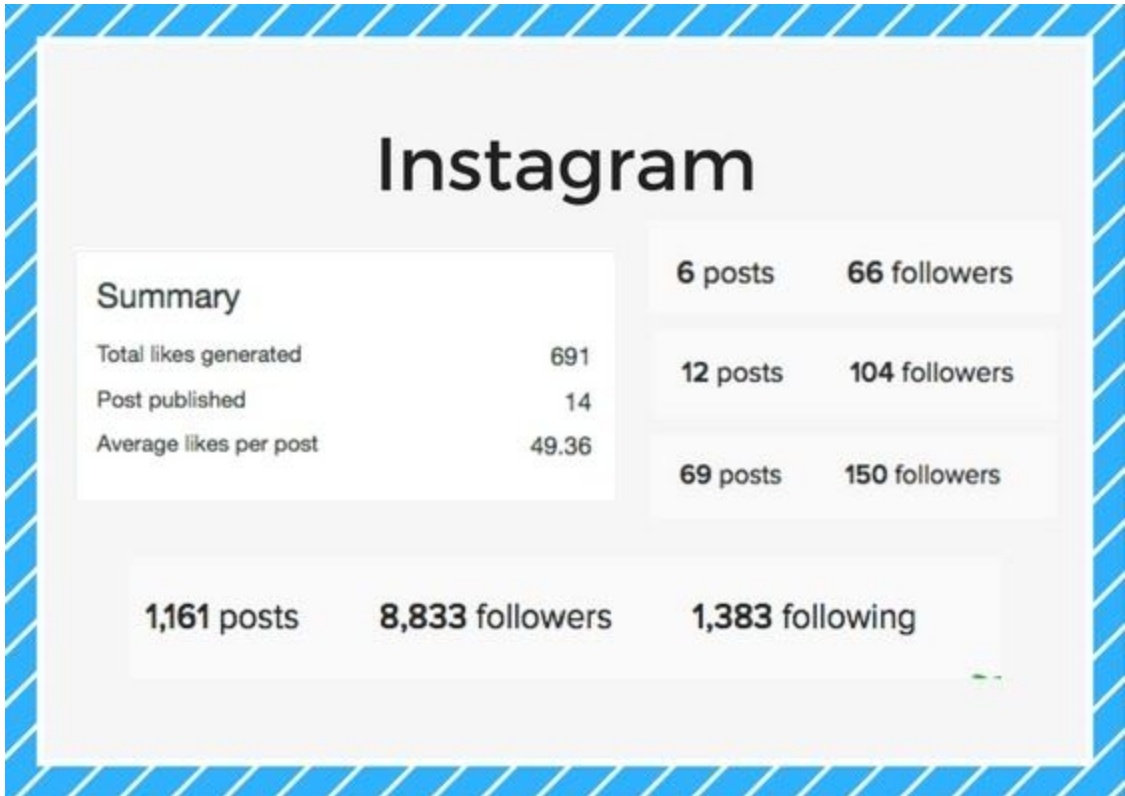 Instagram
Summary
Total likes generated 691
Post published 14
Average likes per post 49.36
6 posts 66 followers
12 posts 104 followers
69 posts 150 followers
1,161 posts 8,833 followers 1,383 following